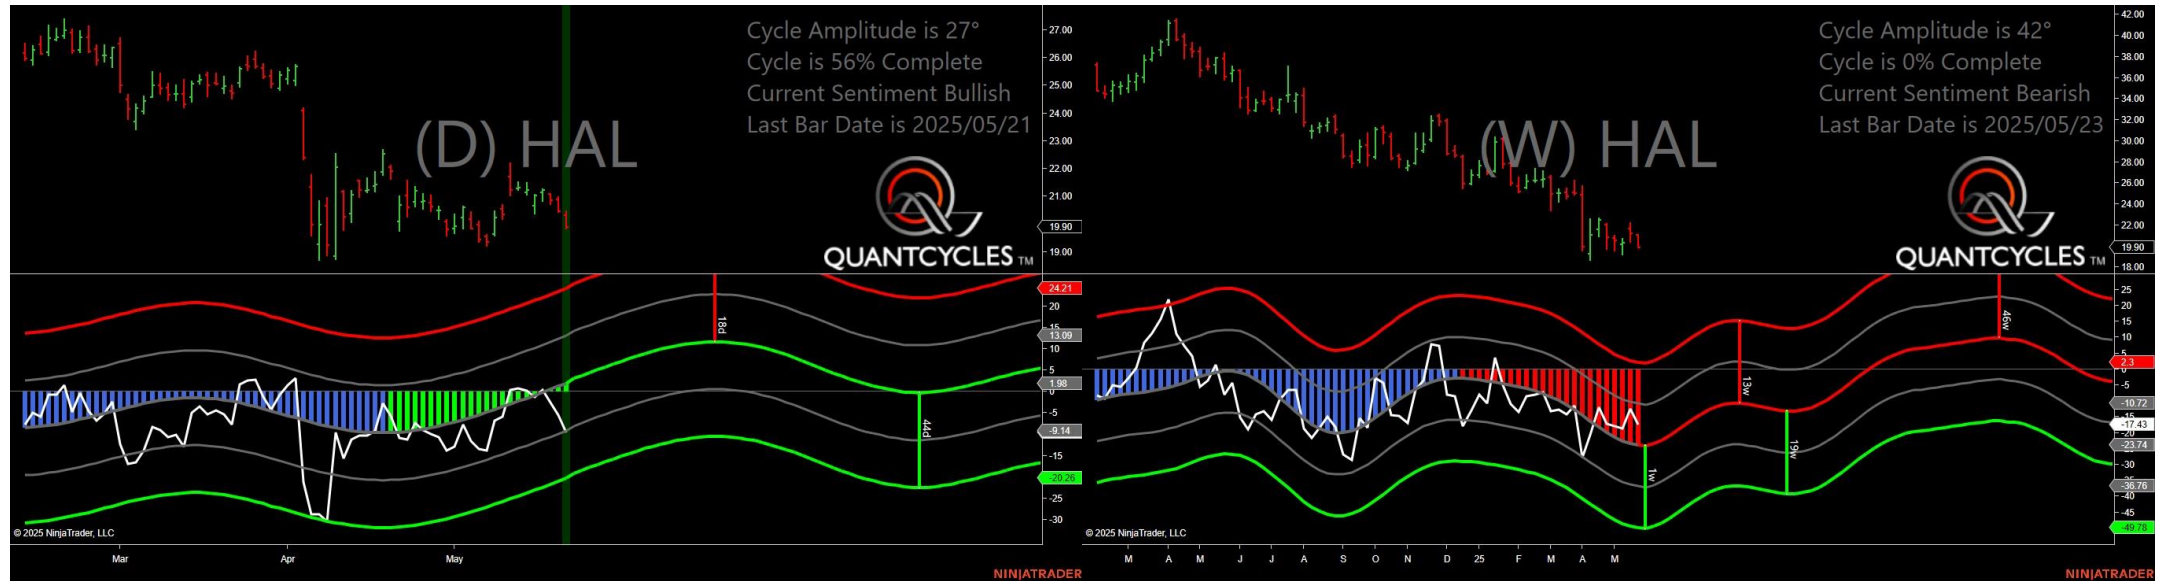 Cycle Amplitude is 27°
Cycle is 56% Complete
Current Sentiment Bullish
Last Bar Date is 2025/05/21
(D) HAL
QUANTCYCLES TM
27.00
26.00
25.00
24.00
23.00
22.00
21.00
19.90
19.00
24.21
20
15
13.09
10
5
1.98
0
-5
-9.14
-15
-20.26
-25
-30
18d
44d
© 2025 NinjaTrader, LLC
Mar
Apr
May
NINJATRADER
Cycle Amplitude is 42°
Cycle is 0% Complete
Current Sentiment Bearish
Last Bar Date is 2025/05/23
(W) HAL
QUANTCYCLES TM
42.00
40.00
38.00
36.00
34.00
32.00
30.00
28.00
26.00
24.00
22.00
19.90
18.00
25
20
15
10
5
2.3
0
-5
-10.72
-15
-17.43
-20
-23.74
-30
-36.76
-40
-45
-49.78
1w
13w
19w
46w
© 2025 NinjaTrader, LLC
M A M J J A S O N D 25 F M A M
NINJATRADER